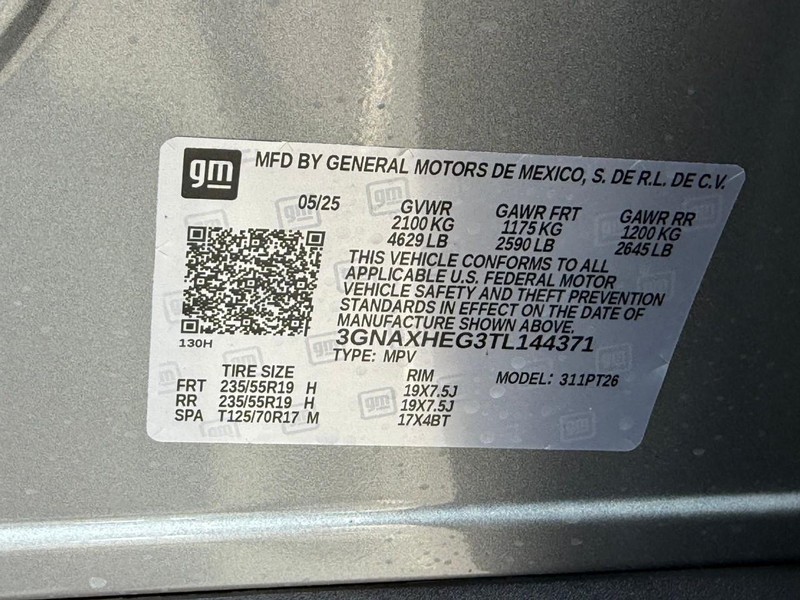 gm MFD BY GENERAL MOTORS DE MEXICO, S. DE R.L. DE C.V.
05/25 GVWR GAWR FRT GAWR RR
2100 KG 1175 KG 1200 KG
4629 LB 2590 LB 2645 LB
THIS VEHICLE CONFORMS TO ALL
APPLICABLE U.S. FEDERAL MOTOR
VEHICLE SAFETY AND THEFT PREVENTION
STANDARDS IN EFFECT ON THE DATE OF
MANUFACTURE SHOWN ABOVE.
130H 3GNAXHEG3TL144371
TYPE: MPV
TIRE SIZE RIM MODEL: 311PT26
FRT 235/55R19 H 19X7.5J
RR 235/55R19 H 19X7.5J
SPA T125/70R17 M 17X4BT